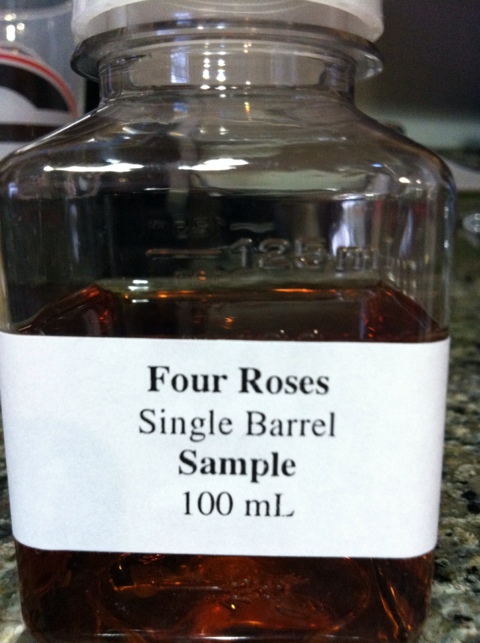 125ml
Four Roses
Single Barrel
Sample
100 mL